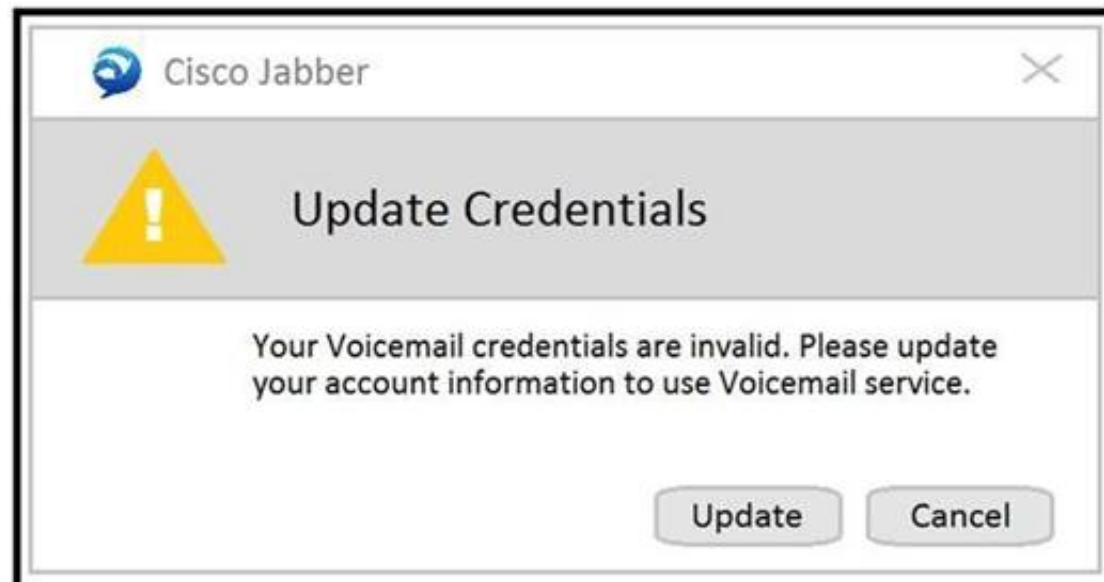 Cisco Jabber
Update Credentials
Your Voicemail credentials are invalid. Please update
your account information to use Voicemail service.
Update Cancel